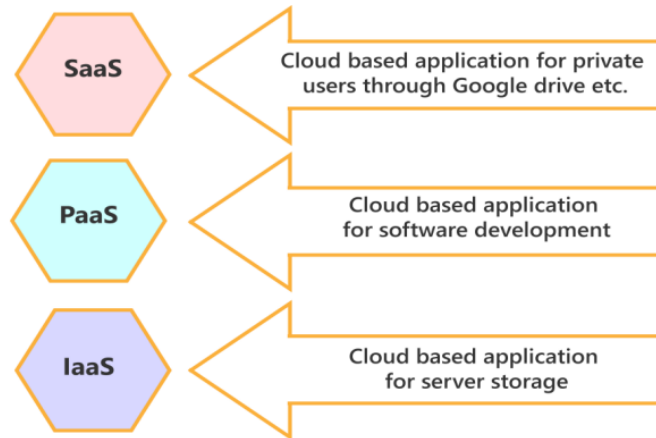 SaaS
Cloud based application for private
users through Google drive etc.
PaaS
Cloud based application
for software development
IaaS
Cloud based application
for server storage